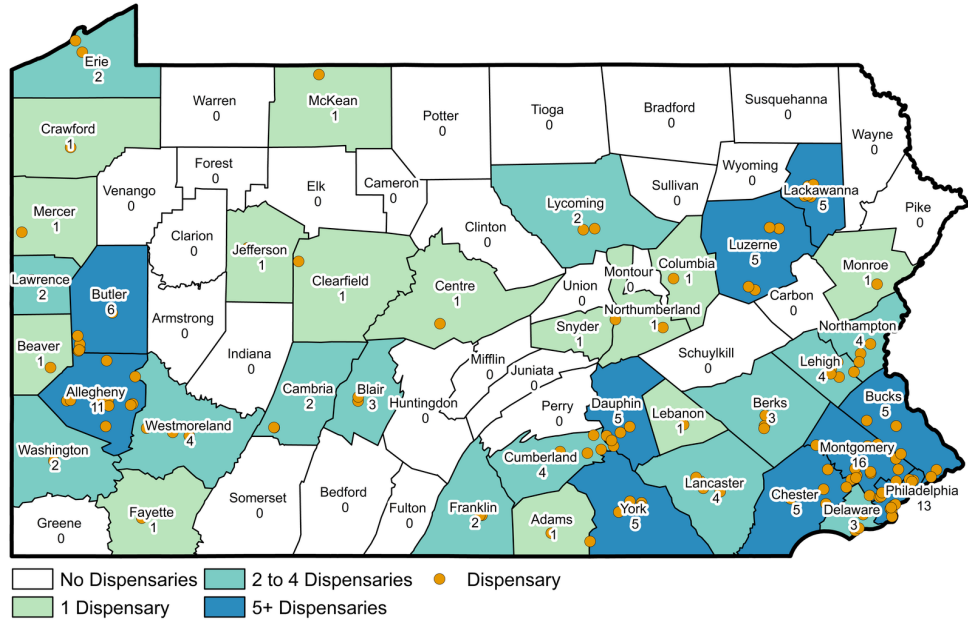 Erie
2
Warren
0
McKean
1
Potter
0
Tioga
0
Bradford
0
Susquehanna
0
Wayne
0
Crawford
1
Forest
0
Venango
0
Elk
0
Cameron
0
Sullivan
0
Wyoming
0
Lackawanna
5
Pike
0
Mercer
1
Clarion
0
Jefferson
1
Clearfield
1
Clinton
0
Lycoming
2
Luzerne
5
Monroe
1
Lawrence
2
Butler
6
Armstrong
0
Centre
1
Union
0
Montour
0
Columbia
1
Northumberland
1
Carbon
0
Northampton
4
Beaver
1
Indiana
0
Snyder
1
Mifflin
0
Juniata
0
Schuylkill
0
Lehigh
4
Allegheny
11
Cambria
2
Blair
3
Huntingdon
0
Perry
0
Dauphin
5
Lebanon
1
Berks
3
Bucks
5
Washington
2
Westmoreland
4
Cumberland
4
Lancaster
4
Montgomery
16
Chester
5
Philadelphia
13
Delaware
3
Greene
0
Fayette
1
Somerset
0
Bedford
0
Fulton
0
Franklin
2
Adams
1
York
5
No Dispensaries
2 to 4 Dispensaries
Dispensary
1 Dispensary
5+ Dispensaries